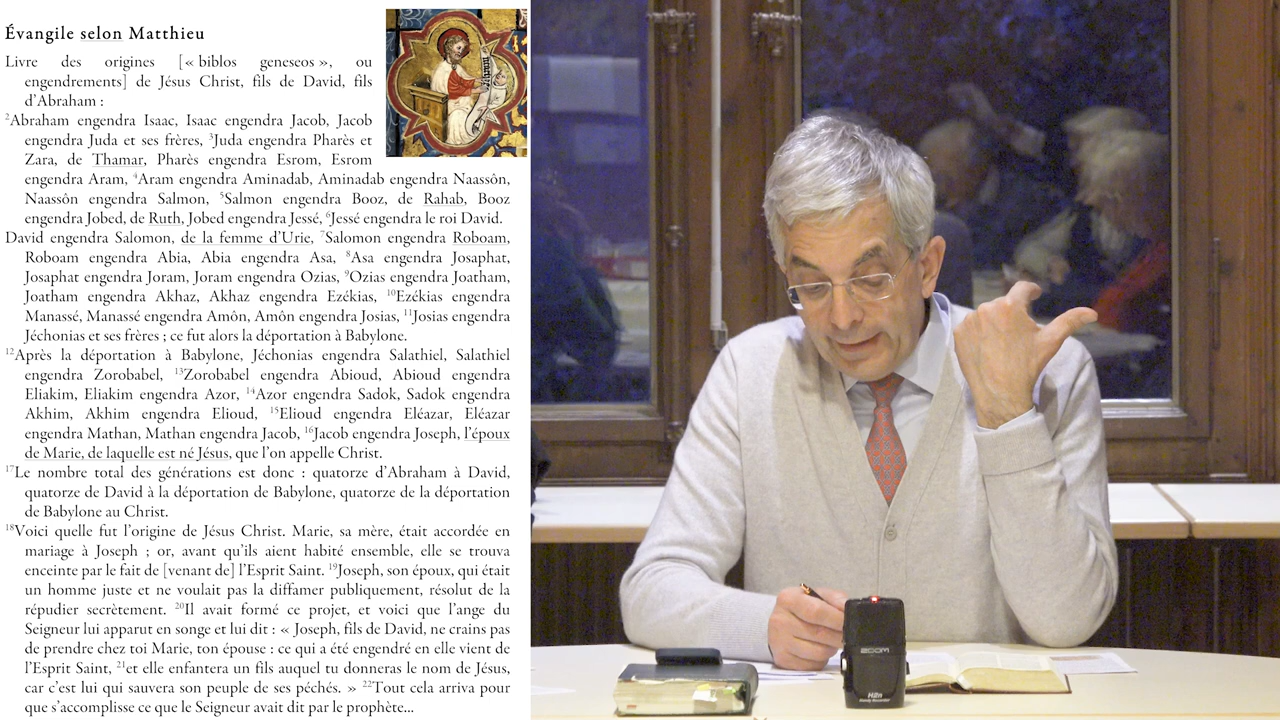 Évangile selon Matthieu
Livre des origines [« biblos geneseos », ou
engendrements] de Jésus Christ, fils de David, fils
d'Abraham :
²Abraham engendra Isaac, Isaac engendra Jacob, Jacob
engendra Juda et ses frères, ³Juda engendra Pharès et
Zara, de Thamar, Pharès engendra Esrom, Esrom
engendra Aram, ⁴Aram engendra Aminadab, Aminadab engendra Naassôn,
Naassôn engendra Salmon, ⁵Salmon engendra Booz, de Rahab, Booz
engendra Jobed, de Ruth, Jobed engendra Jessé, ⁶Jessé engendra le roi David.
David engendra Salomon, de la femme d'Urie, ⁷Salomon engendra Roboam,
Roboam engendra Abia, Abia engendra Asa, ⁸Asa engendra Josaphat,
Josaphat engendra Joram, Joram engendra Ozias, ⁹Ozias engendra Joatham,
Joatham engendra Akhaz, Akhaz engendra Ezékias, ¹⁰Ezékias engendra
Manassé, Manassé engendra Amôn, Amôn engendra Josias, ¹¹Josias engendra
Jéchonias et ses frères ; ce fut alors la déportation à Babylone.
¹²Après la déportation à Babylone, Jéchonias engendra Salathiel, Salathiel
engendra Zorobabel, ¹³Zorobabel engendra Abioud, Abioud engendra
Eliakim, Eliakim engendra Azor, ¹⁴Azor engendra Sadok, Sadok engendra
Akhim, Akhim engendra Elioud, ¹⁵Elioud engendra Eléazar, Eléazar
engendra Mathan, Mathan engendra Jacob, ¹⁶Jacob engendra Joseph, l'époux
de Marie, de laquelle est né Jésus, que l'on appelle Christ.
¹⁷Le nombre total des générations est donc : quatorze d'Abraham à David,
quatorze de David à la déportation de Babylone, quatorze de la déportation
de Babylone au Christ.
¹⁸Voici quelle fut l'origine de Jésus Christ. Marie, sa mère, était accordée en
mariage à Joseph ; or, avant qu'ils aient habité ensemble, elle se trouva
enceinte par le fait de [venant de] l'Esprit Saint. ¹⁹Joseph, son époux, qui était
un homme juste et ne voulait pas la diffamer publiquement, résolut de la
répudier secrètement. ²⁰Il avait formé ce projet, et voici que l'ange du
Seigneur lui apparut en songe et lui dit : « Joseph, fils de David, ne crains pas
de prendre chez toi Marie, ton épouse : ce qui a été engendré en elle vient de
l'Esprit Saint, ²¹et elle enfantera un fils auquel tu donneras le nom de Jésus,
car c'est lui qui sauvera son peuple de ses péchés. » ²²Tout cela arriva pour
s'accomplisse ce que le Seigneur avait dit par le prophète...
zoom
H2n
Handy Recorder